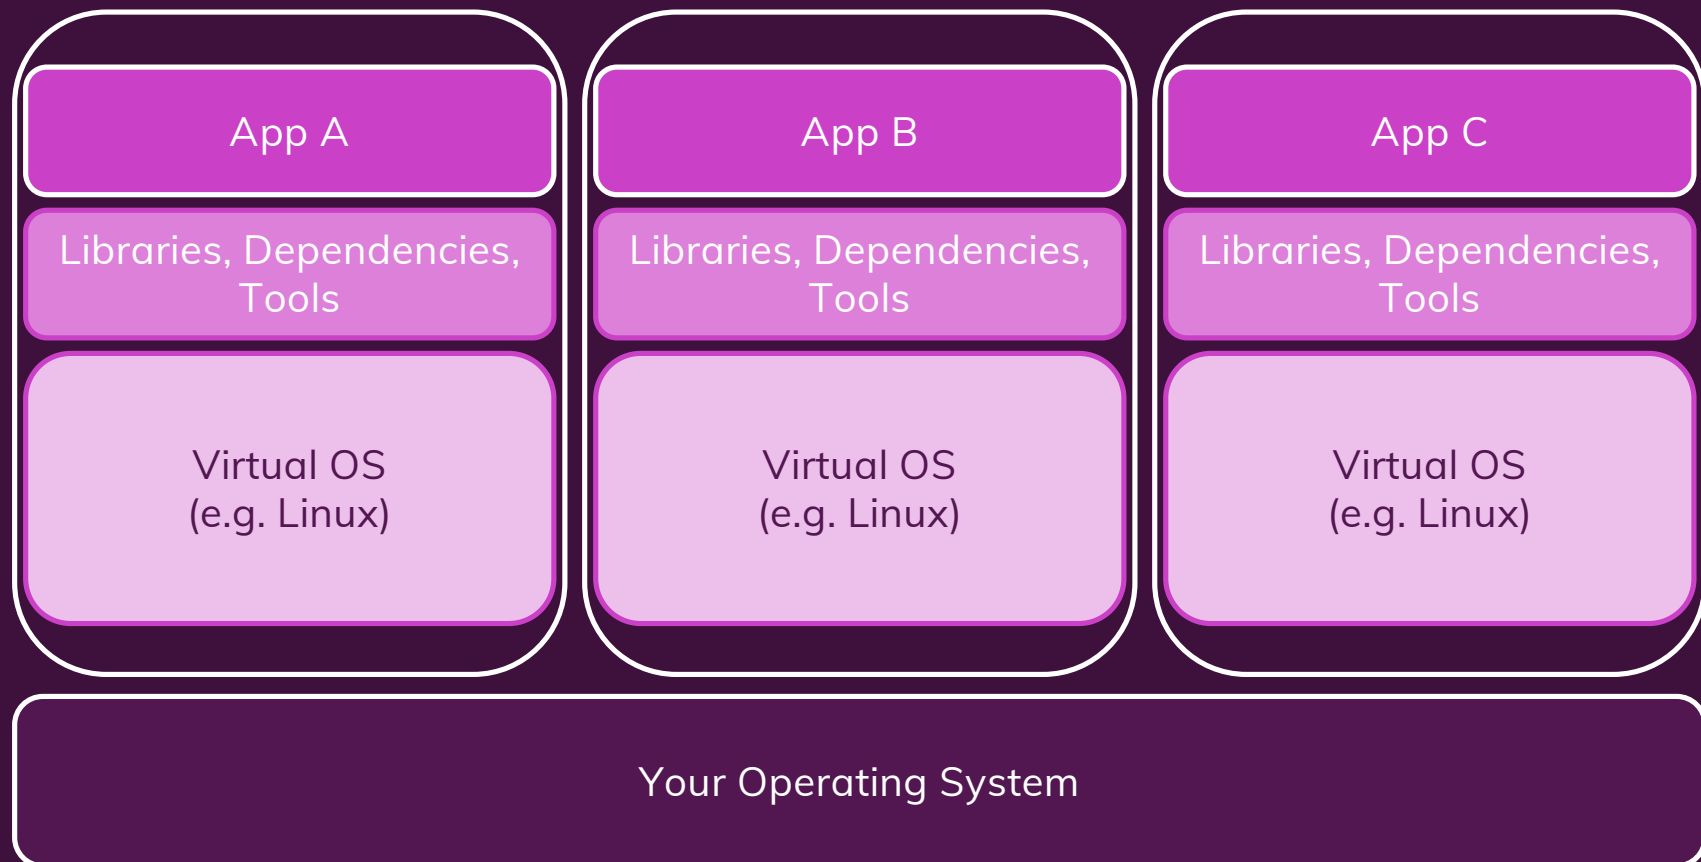 App A
Libraries, Dependencies,
Tools
Virtual OS
(e.g. Linux)
App B
Libraries, Dependencies,
Tools
Virtual OS
(e.g. Linux)
App C
Libraries, Dependencies,
Tools
Virtual OS
(e.g. Linux)
Your Operating System